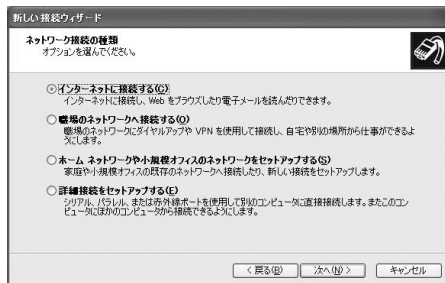 新しい接続ウィザード
ネットワーク接続の種類
オプションを選んでください。
インターネットに接続する(C)
インターネットに接続し、Web をブラウズしたり電子メールを読んだりできます。
職場のネットワークへ接続する(O)
職場のネットワークにダイヤルアップや VPN を使用して接続し、自宅や別の場所から仕事ができるよ
うにします。
ホーム ネットワークや小規模オフィスのネットワークをセットアップする(S)
家庭や小規模オフィスの既存のネットワークへ接続したり、新しい接続をセットアップします。
詳細接続をセットアップする(E)
シリアル、パラレル、または赤外線ポートを使用して別のコンピュータに直接接続します。またこのコン
ピュータにほかのコンピュータから接続できるようにします。
< 戻る(B) 次へ(N) > キャンセル